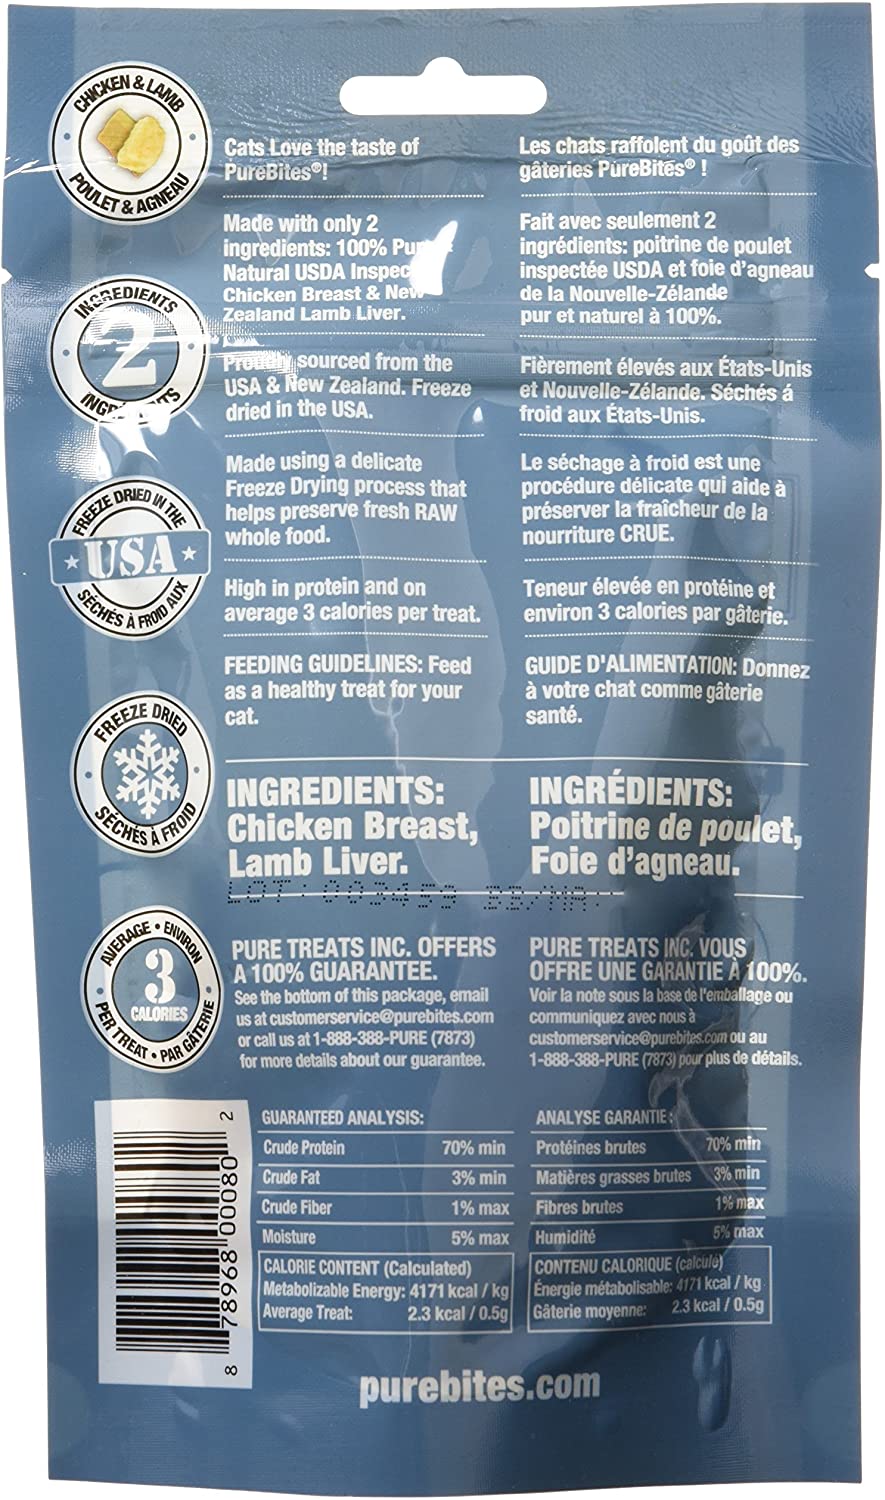 CHICKEN & LAMB
POULET & AGNEAU
INGREDIENTS
2
INGRÉDIENTS
FREEZE DRIED IN THE
USA
SÉCHÉS À FROID AUX
FREEZE DRIED
SÉCHÉS À FROID
AVERAGE • ENVIRON
3
CALORIES
PER TREAT • PAR GÂTERIE
Cats Love the taste of
PureBites®!
Made with only 2
ingredients: 100% Pure
Natural USDA Inspected
Chicken Breast & New
Zealand Lamb Liver.
Proudly sourced from the
USA & New Zealand. Freeze
dried in the USA.
Made using a delicate
Freeze Drying process that
helps preserve fresh RAW
whole food.
High in protein and on
average 3 calories per treat.
FEEDING GUIDELINES: Feed
as a healthy treat for your
cat.
INGREDIENTS:
Chicken Breast,
Lamb Liver.
LOT: 003459 BB/MA:
PURE TREATS INC. OFFERS
A 100% GUARANTEE.
See the bottom of this package, email
us at customerservice@purebites.com
or call us at 1-888-388-PURE (7873)
for more details about our guarantee.
GUARANTEED ANALYSIS:
Crude Protein 70% min
Crude Fat 3% min
Crude Fiber 1% max
Moisture 5% max
CALORIE CONTENT (Calculated)
Metabolizable Energy: 4171 kcal / kg
Average Treat: 2.3 kcal / 0.5g
Les chats raffolent du goût des
gâteries PureBites® !
Fait avec seulement 2
ingrédients: poitrine de poulet
inspectée USDA et foie d'agneau
de la Nouvelle-Zélande
pur et naturel à 100%.
Fièrement élevés aux États-Unis
et Nouvelle-Zélande. Séchés á
froid aux États-Unis.
Le séchage à froid est une
procédure délicate qui aide à
préserver la fraîcheur de la
nourriture CRUE.
Teneur élevée en protéine et
environ 3 calories par gâterie.
GUIDE D'ALIMENTATION: Donnez
à votre chat comme gâterie
santé.
INGRÉDIENTS:
Poitrine de poulet,
Foie d'agneau.
PURE TREATS INC. VOUS
OFFRE UNE GARANTIE À 100%.
Voir la note sous la base de l'emballage ou
communiquez avec nous à
customerservice@purebites.com ou au
1-888-388-PURE (7873) pour plus de détails.
ANALYSE GARANTIE :
Protéines brutes 70% min
Matières grasses brutes 3% min
Fibres brutes 1% max
Humidité 5% max
CONTENU CALORIQUE (calculé)
Énergie métabolisable: 4171 kcal / kg
Gâterie moyenne: 2.3 kcal / 0.5g
8 78968 00080 2
purebites.com